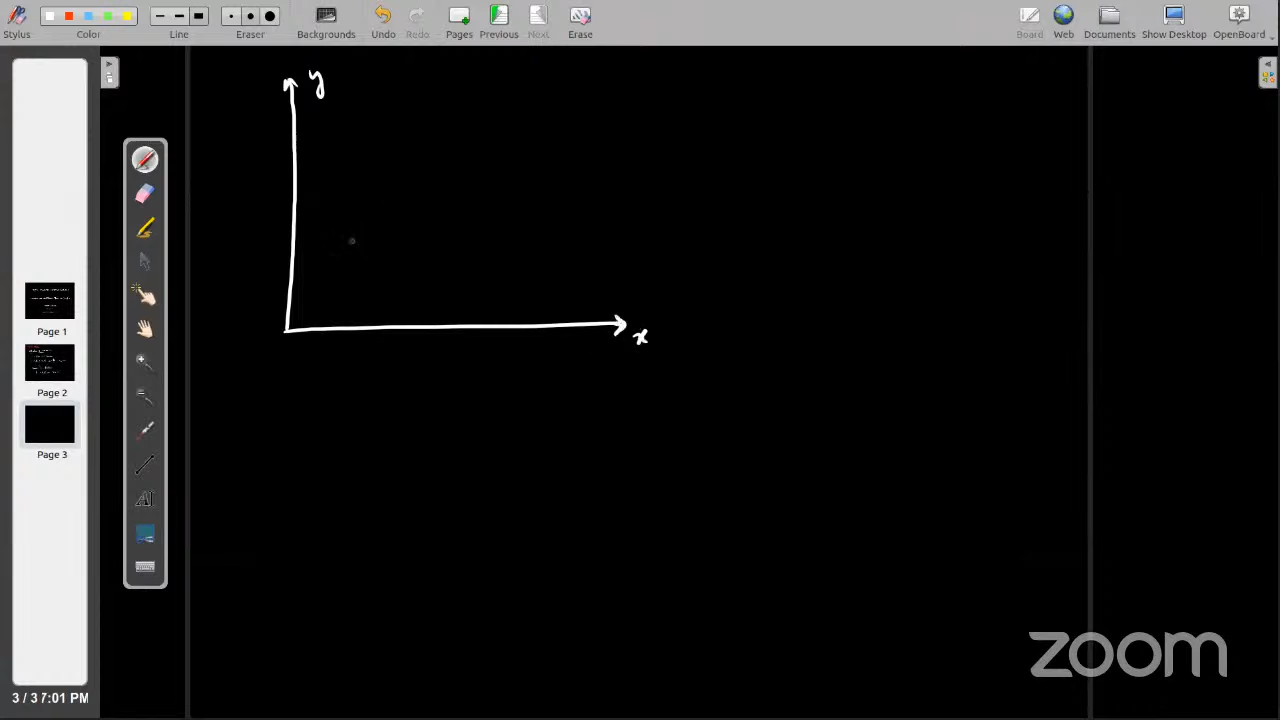 Stylus Color Line Eraser Backgrounds Undo Redo Pages Previous Next Erase Board Web Documents Show Desktop OpenBoard
y
x
Page 1
Page 2
Page 3
AI
3 / 3 7:01 PM
zoom